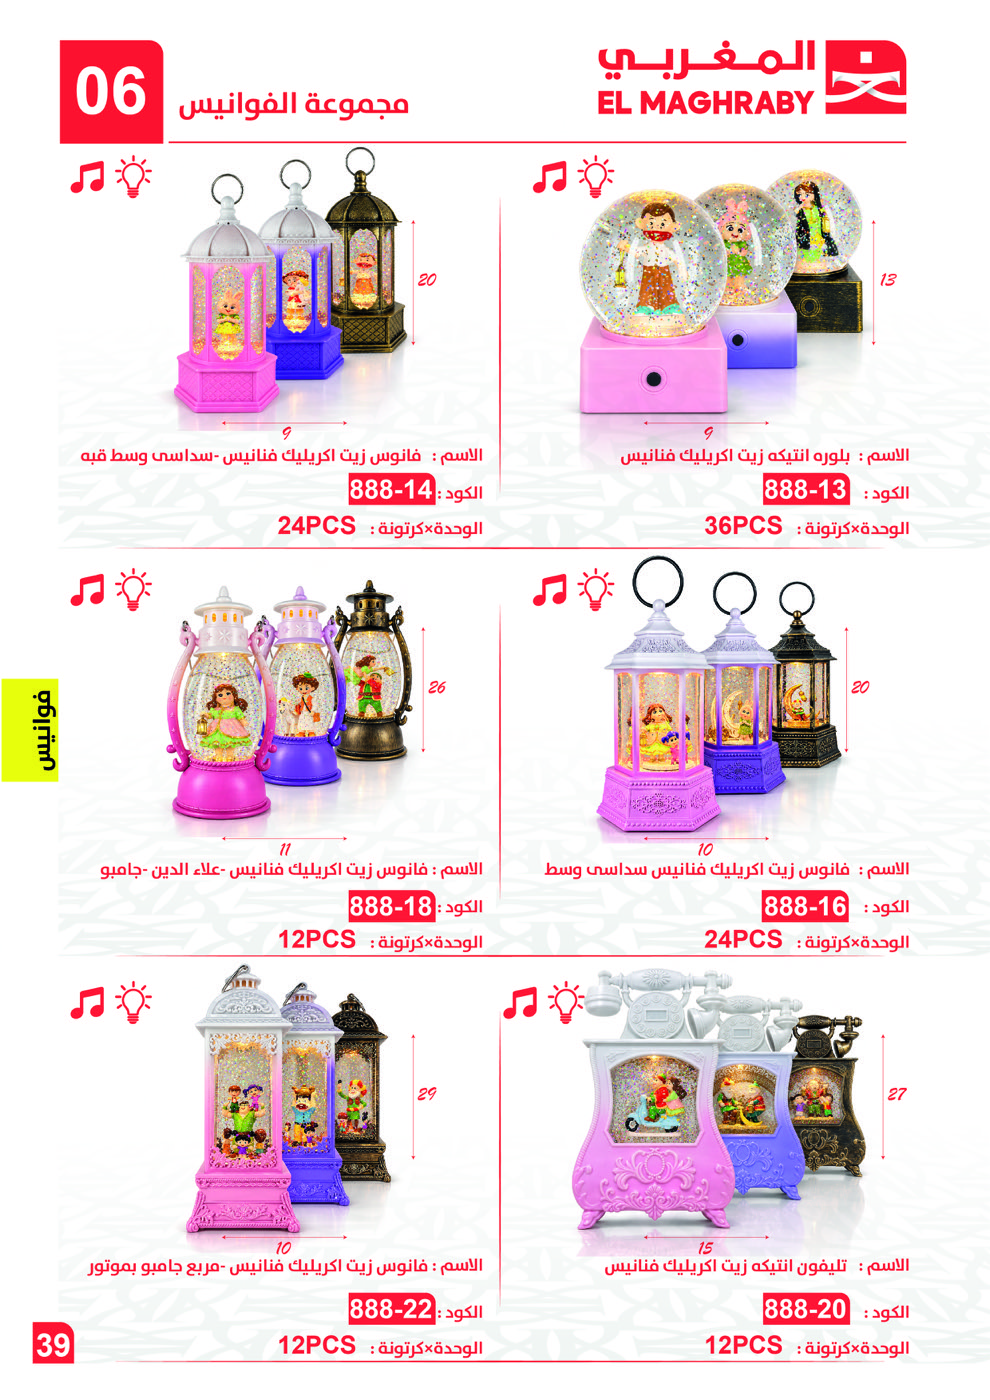 المـغـربـي
EL MAGHRABY
06
مجموعة الفوانيس
13
9
الاسم : بلوره انتيكه زيت اكريليك فنانيس
الكود : 888-13
الوحدة×كرتونة : 36PCS
20
9
الاسم : فانوس زيت اكريليك فنانيس -سداسى وسط قبه
الكود : 888-14
الوحدة×كرتونة : 24PCS
20
10
الاسم : فانوس زيت اكريليك فنانيس سداسى وسط
الكود : 888-16
الوحدة×كرتونة : 24PCS
26
11
الاسم : فانوس زيت اكريليك فنانيس -علاء الدين -جامبو
الكود : 888-18
الوحدة×كرتونة : 12PCS
فوانيس
27
15
الاسم : تليفون انتيكه زيت اكريليك فنانيس
الكود : 888-20
الوحدة×كرتونة : 12PCS
29
10
الاسم : فانوس زيت اكريليك فنانيس -مربع جامبو بموتور
الكود : 888-22
الوحدة×كرتونة : 12PCS
39